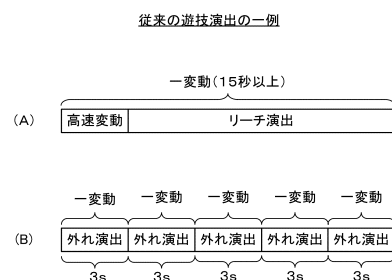 従来の遊技演出の一例
一変動(15秒以上)
(A) 高速変動 リーチ演出
一変動 一変動 一変動 一変動 一変動
(B) 外れ演出 外れ演出 外れ演出 外れ演出 外れ演出
3s 3s 3s 3s 3s